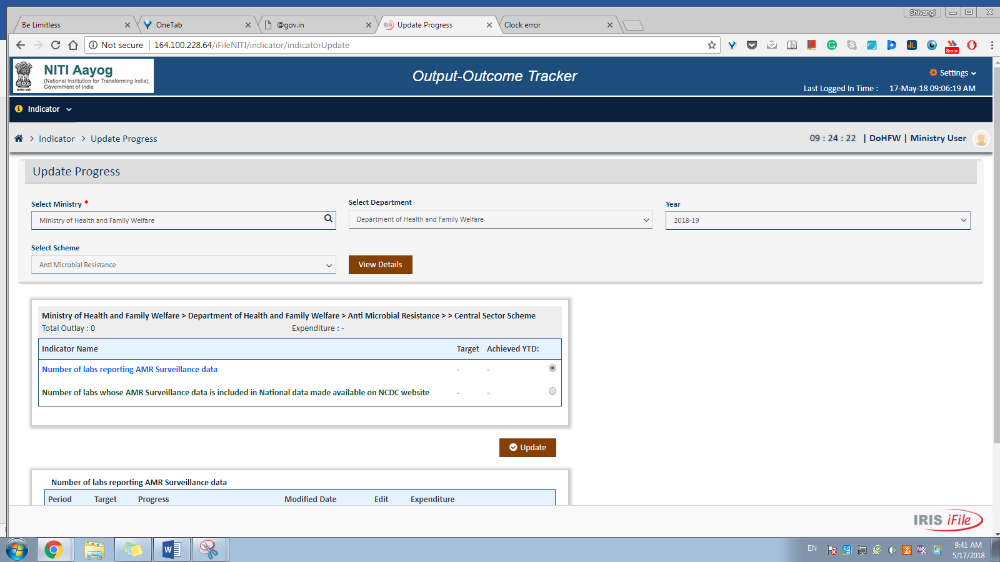 Shivangi
Be Limitless
OneTab
@gov.in
Update Progress
Clock error
Not secure
164.100.228.64/iFileNITI/indicator/indicatorUpdate
8min
NITI Aayog
(National Institution for Transforming India),
Government of India
Output-Outcome Tracker
Settings
Last Logged In Time : 17-May-18 09:06:19 AM
Indicator
> Indicator > Update Progress
09 : 24 : 22 | DoHFW | Ministry User
Update Progress
Select Ministry *
Select Department
Year
Ministry of Health and Family Welfare
Department of Health and Family Welfare
2018-19
Select Scheme
Anti Microbial Resistance
View Details
Ministry of Health and Family Welfare > Department of Health and Family Welfare > Anti Microbial Resistance > > Central Sector Scheme
Total Outlay : 0 Expenditure : -
Indicator Name Target Achieved YTD:
Number of labs reporting AMR Surveillance data - -
Number of labs whose AMR Surveillance data is included in National data made available on NCDC website - -
Update
Number of labs reporting AMR Surveillance data
Period Target Progress Modified Date Edit Expenditure
IRIS iFile
EN
9:41 AM
5/17/2018